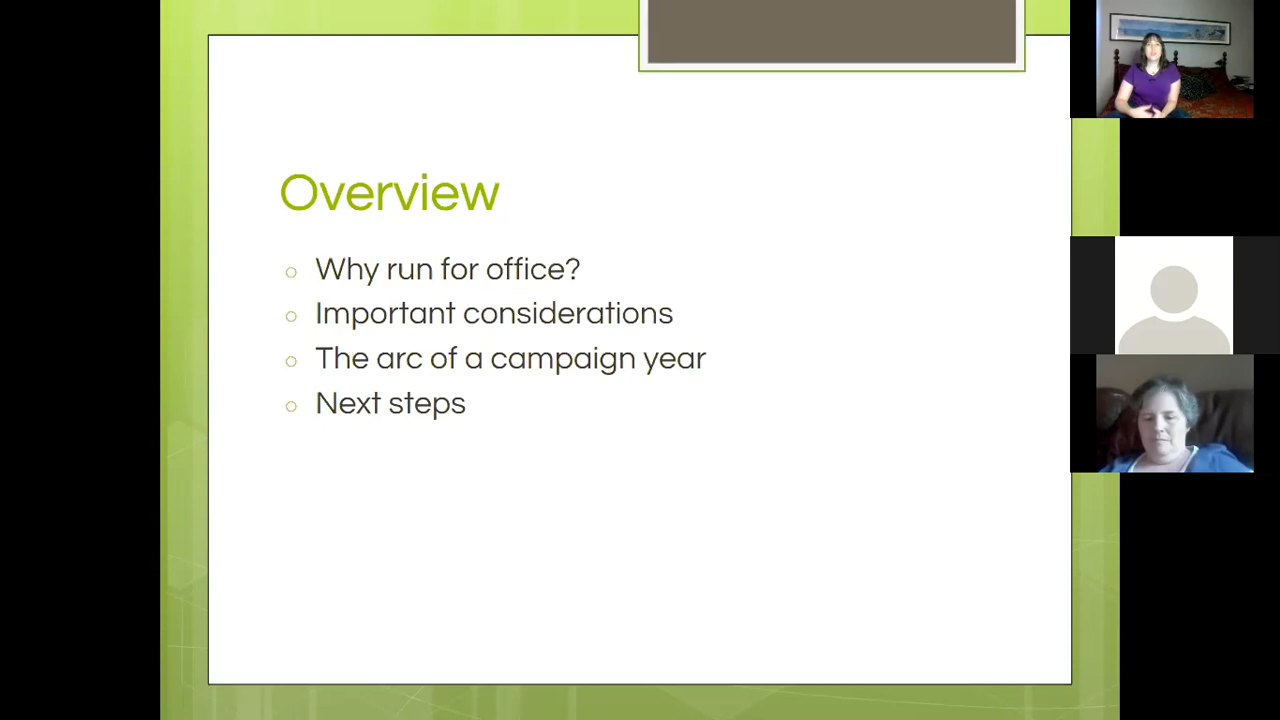 Overview
Why run for office?
Important considerations
The arc of a campaign year
Next steps